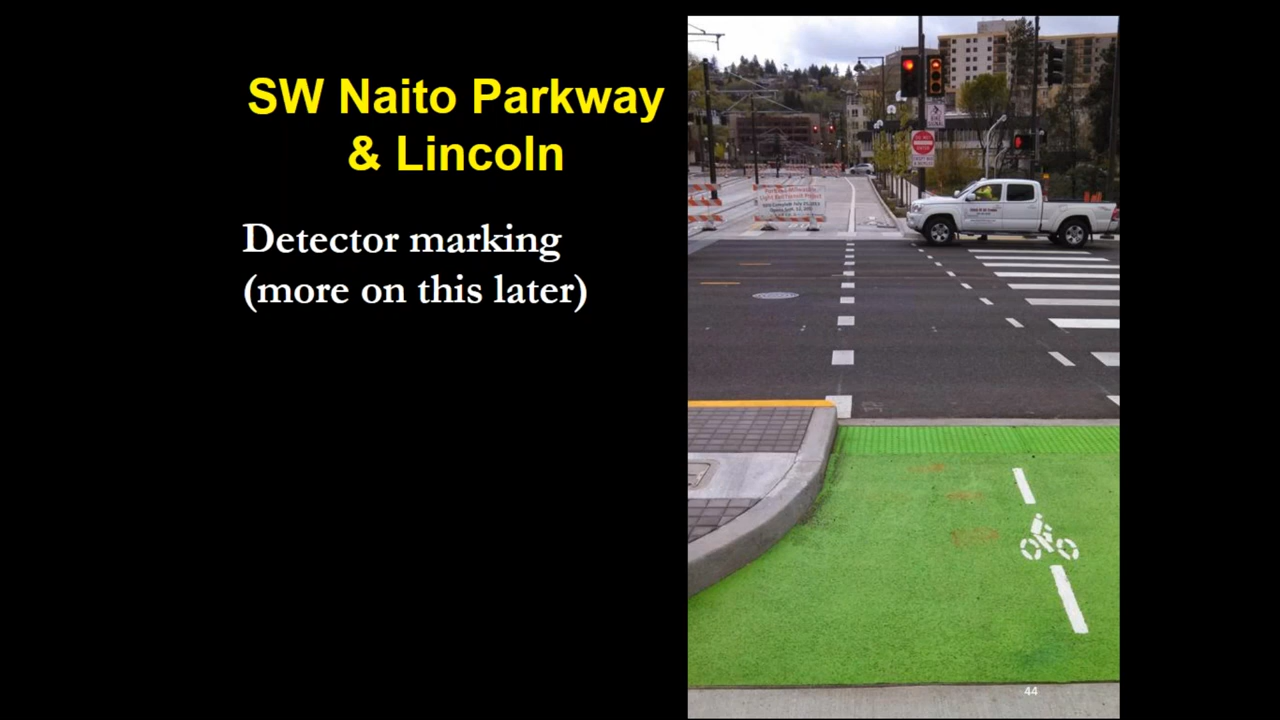 SW Naito Parkway
& Lincoln
Detector marking
(more on this later)
44